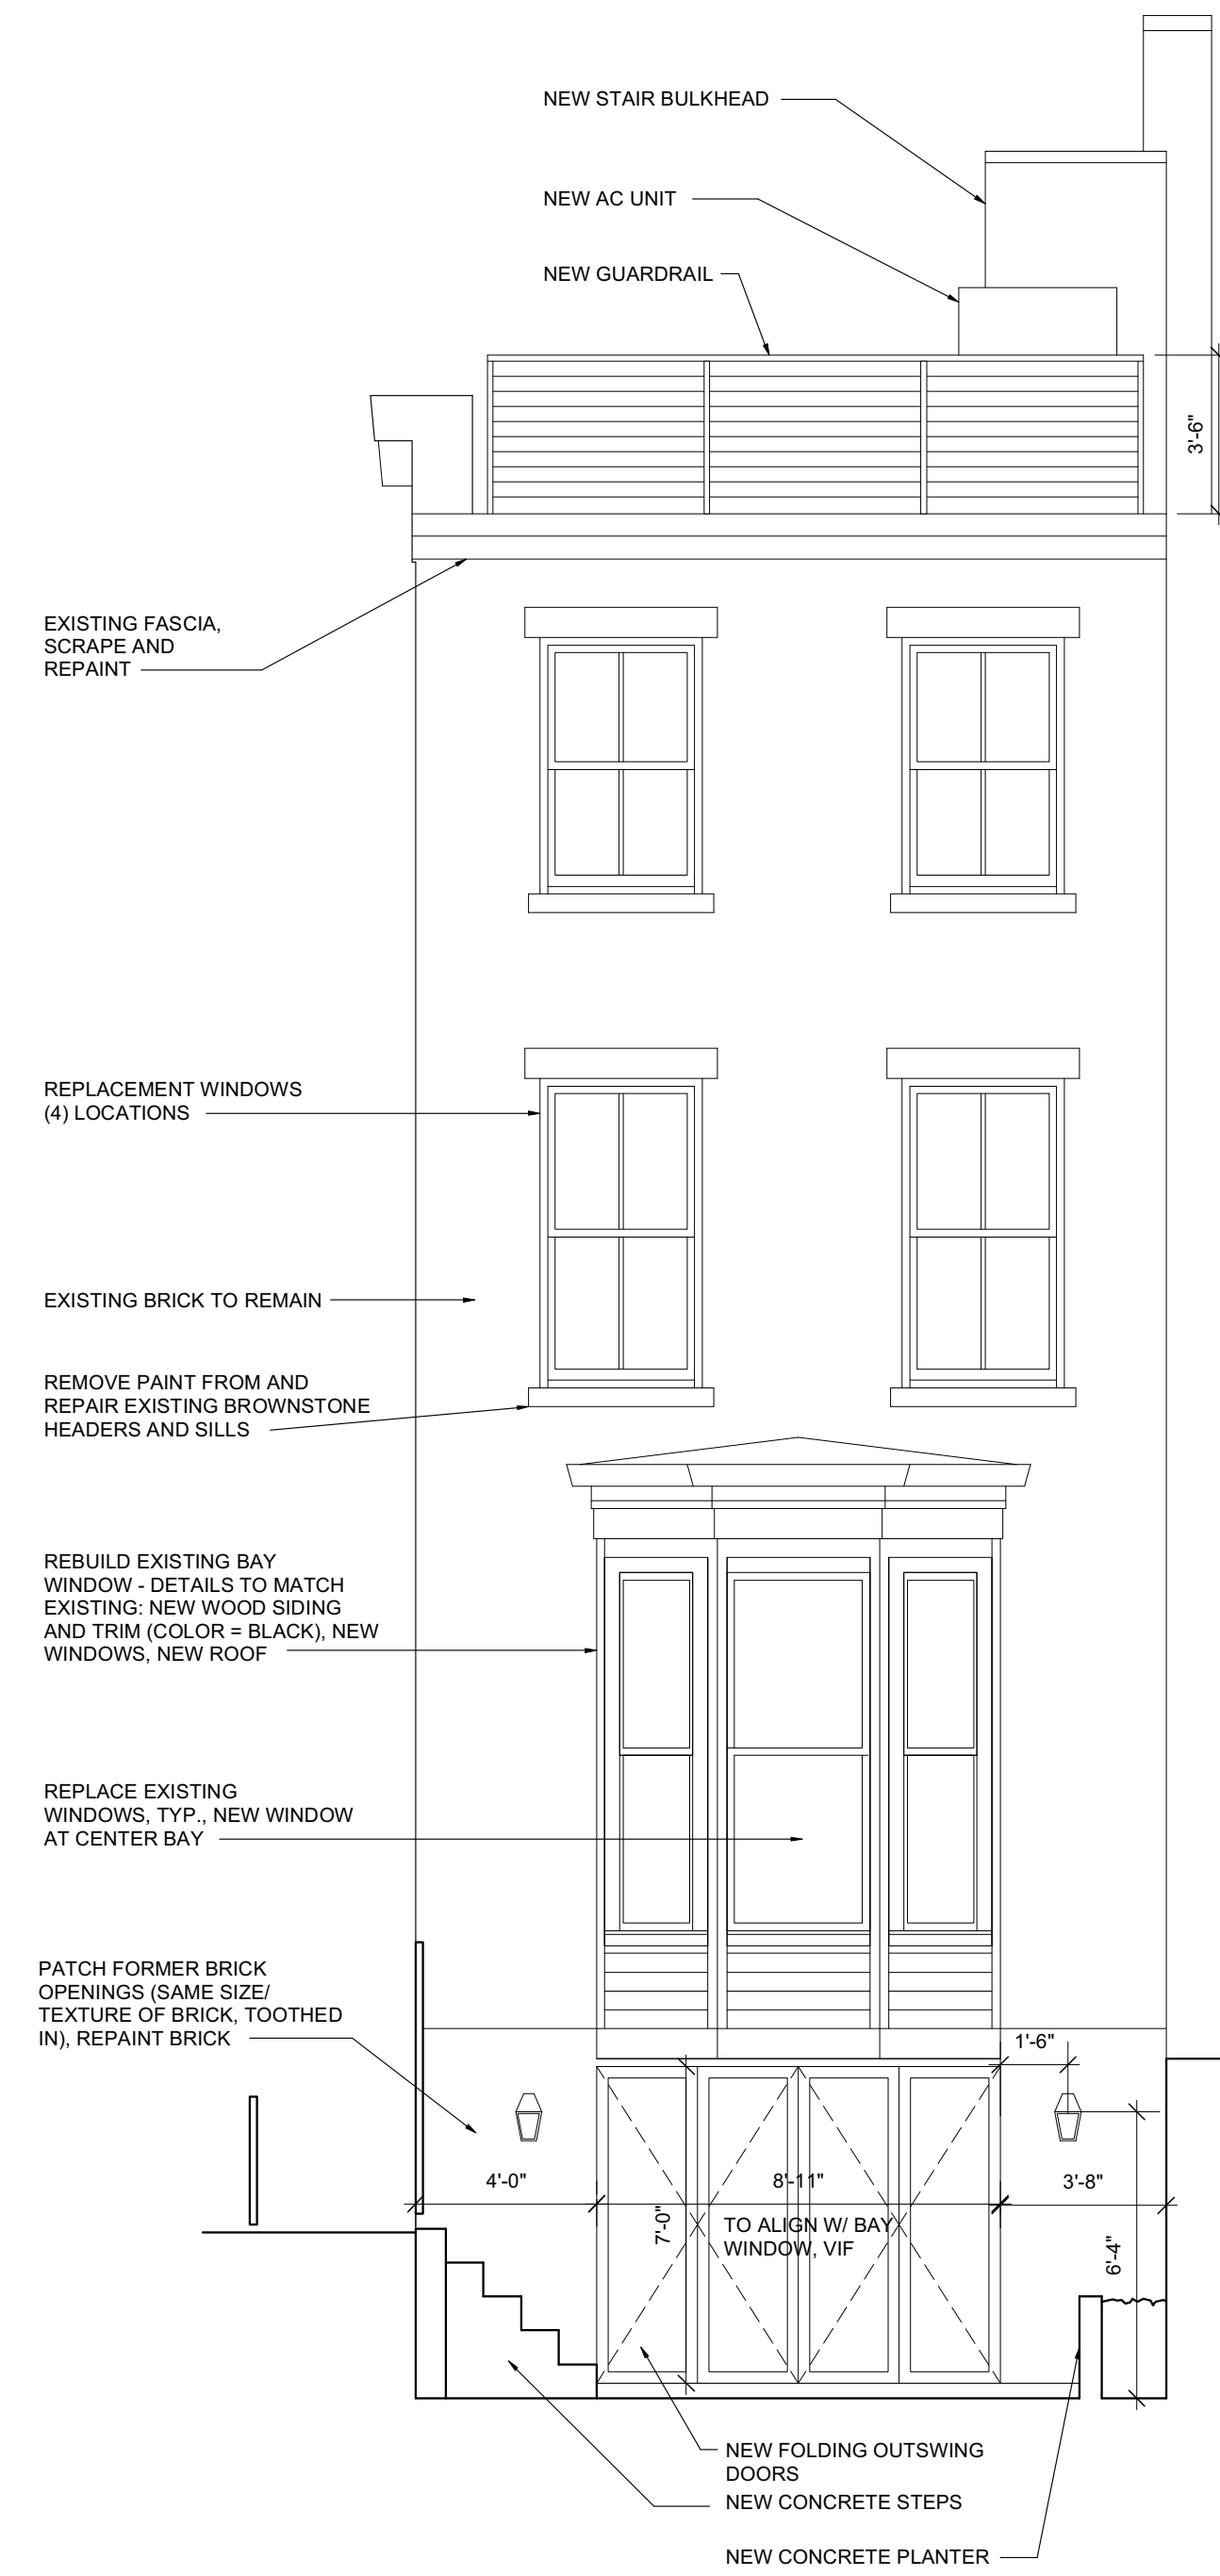 NEW STAIR BULKHEAD
NEW AC UNIT
NEW GUARDRAIL
3'-6"
EXISTING FASCIA,
SCRAPE AND
REPAINT
REPLACEMENT WINDOWS
(4) LOCATIONS
EXISTING BRICK TO REMAIN
REMOVE PAINT FROM AND
REPAIR EXISTING BROWNSTONE
HEADERS AND SILLS
REBUILD EXISTING BAY
WINDOW - DETAILS TO MATCH
EXISTING: NEW WOOD SIDING
AND TRIM (COLOR = BLACK), NEW
WINDOWS, NEW ROOF
REPLACE EXISTING
WINDOWS, TYP., NEW WINDOW
AT CENTER BAY
PATCH FORMER BRICK
OPENINGS (SAME SIZE/
TEXTURE OF BRICK, TOOTHED
IN), REPAINT BRICK
1'-6"
4'-0"
8'-11"
3'-8"
7'-0"
TO ALIGN W/ BAY
WINDOW, VIF
6'-4"
NEW FOLDING OUTSWING
DOORS
NEW CONCRETE STEPS
NEW CONCRETE PLANTER